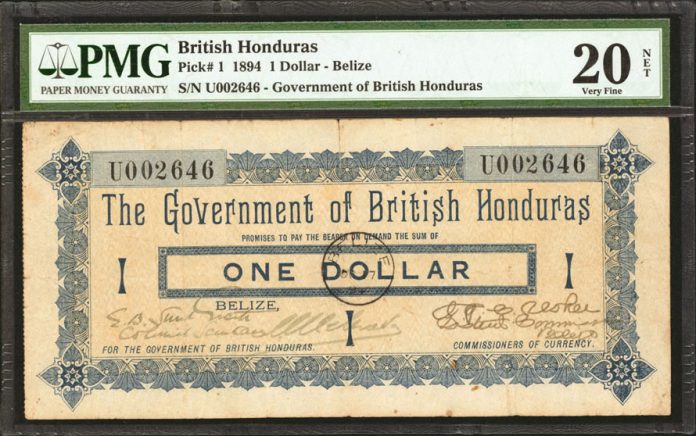 PMG
PAPER MONEY GUARANTY
British Honduras
Pick# 1 1894 1 Dollar - Belize
S/N U002646 - Government of British Honduras
20 NET
Very Fine
U002646 U002646
The Government of British Honduras
PROMISES TO PAY THE BEARER ON DEMAND THE SUM OF
I ONE DOLLAR I
BELIZE,
I
FOR THE GOVERNMENT OF BRITISH HONDURAS. COMMISSIONERS OF CURRENCY.